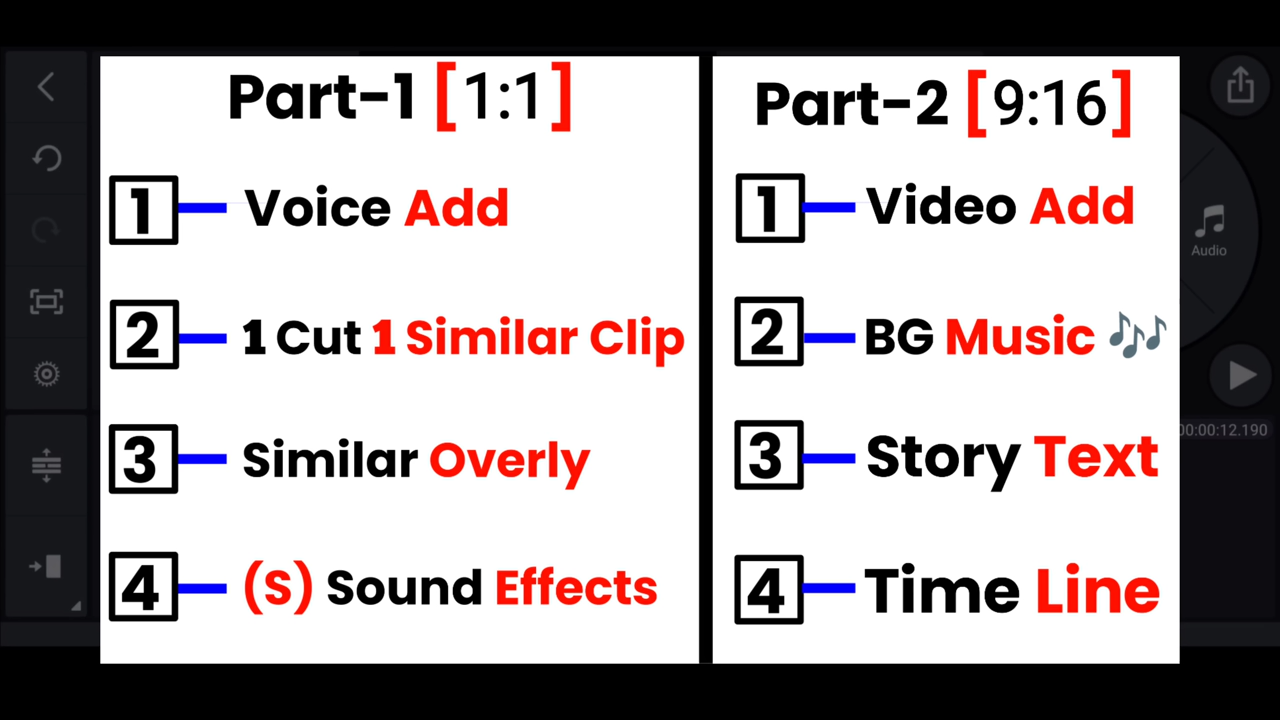 Part-1 [1:1]
1 Voice Add
2 1 Cut 1 Similar Clip
3 Similar Overly
4 (S) Sound Effects
Part-2 [9:16]
1 Video Add
2 BG Music 🎶
3 Story Text
4 Time Line
Audio
00:00:12.190